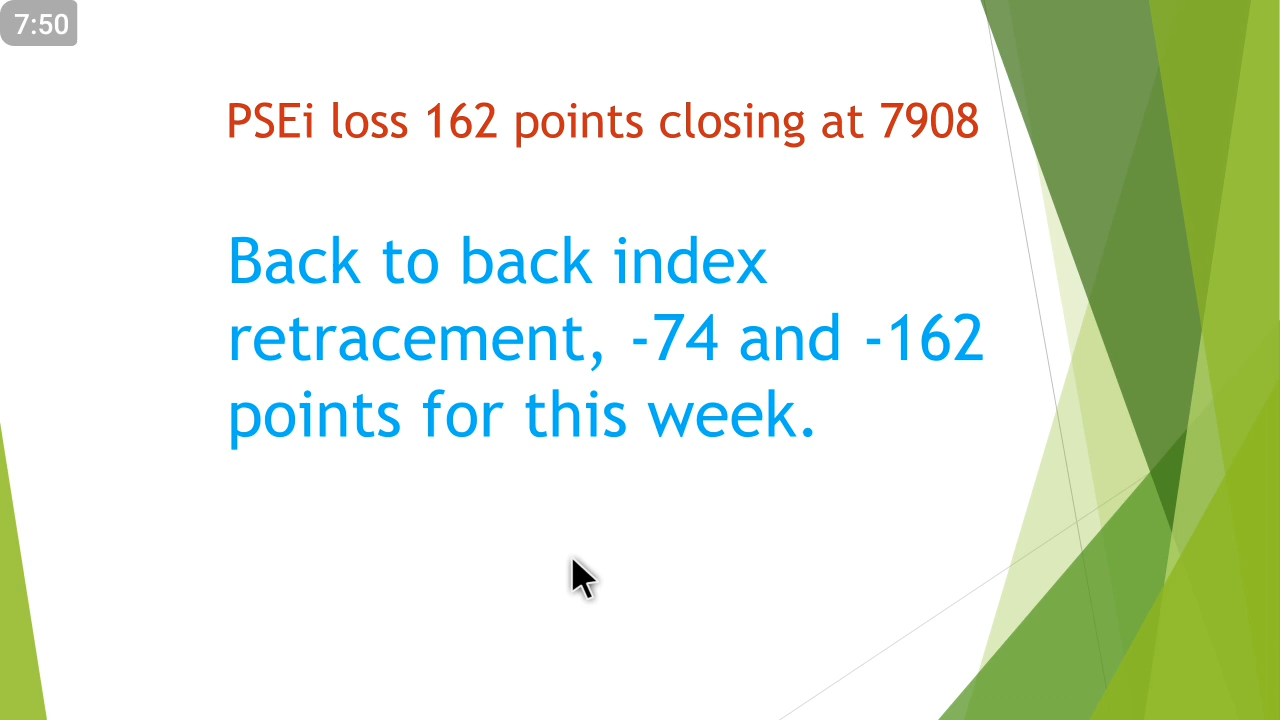 7:50
PSEi loss 162 points closing at 7908
Back to back index
retracement, -74 and -162
points for this week.